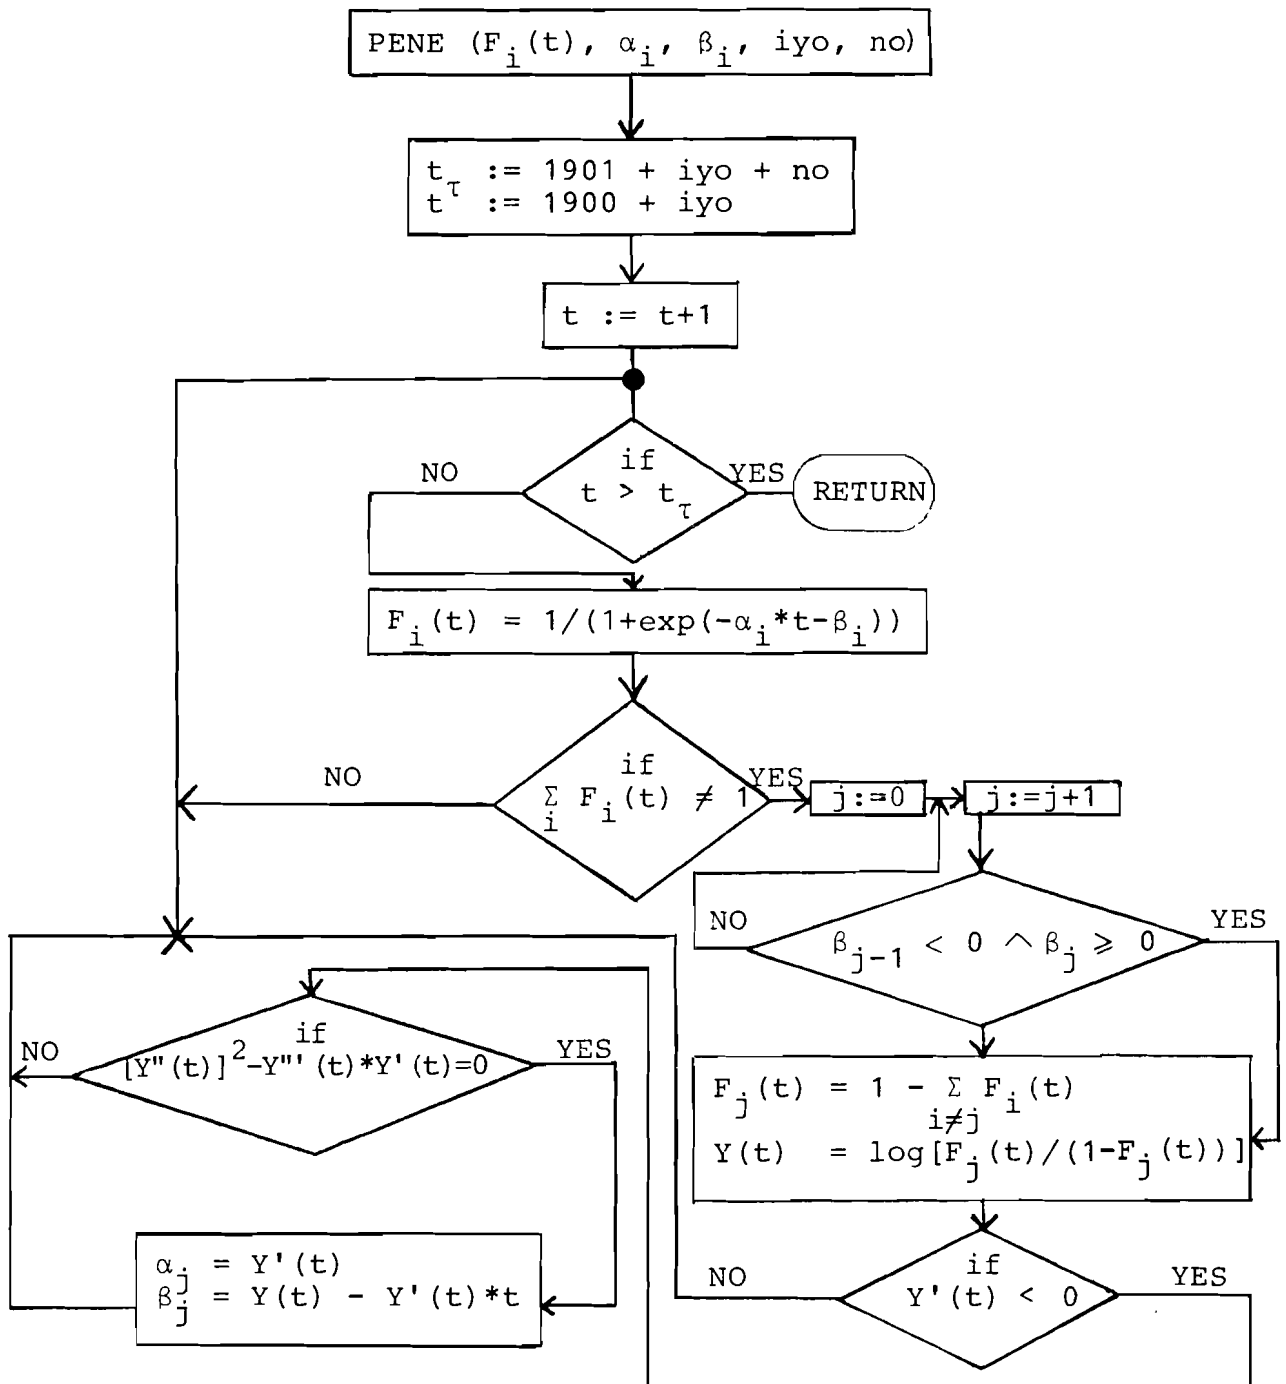 PENE (F_i(t), α_i, β_i, iyo, no)
t_τ := 1901 + iyo + no
t := 1900 + iyo
t := t+1
if
t > t_τ
NO
YES
RETURN
F_i(t) = 1/(1+exp(-α_i*t-β_i))
if
Σ F_i(t) ≠ 1
i
NO
YES
j:=0
j:=j+1
β_{j-1} < 0 ^ β_j ⩾ 0
NO
YES
F_j(t) = 1 - Σ F_i(t)
i≠j
Y(t) = log[F_j(t)/(1-F_j(t))]
if
Y'(t) < 0
NO
YES
if
[Y"(t)]²-Y"'(t)*Y'(t)=0
NO
YES
α_j = Y'(t)
β_j = Y(t) - Y'(t)*t